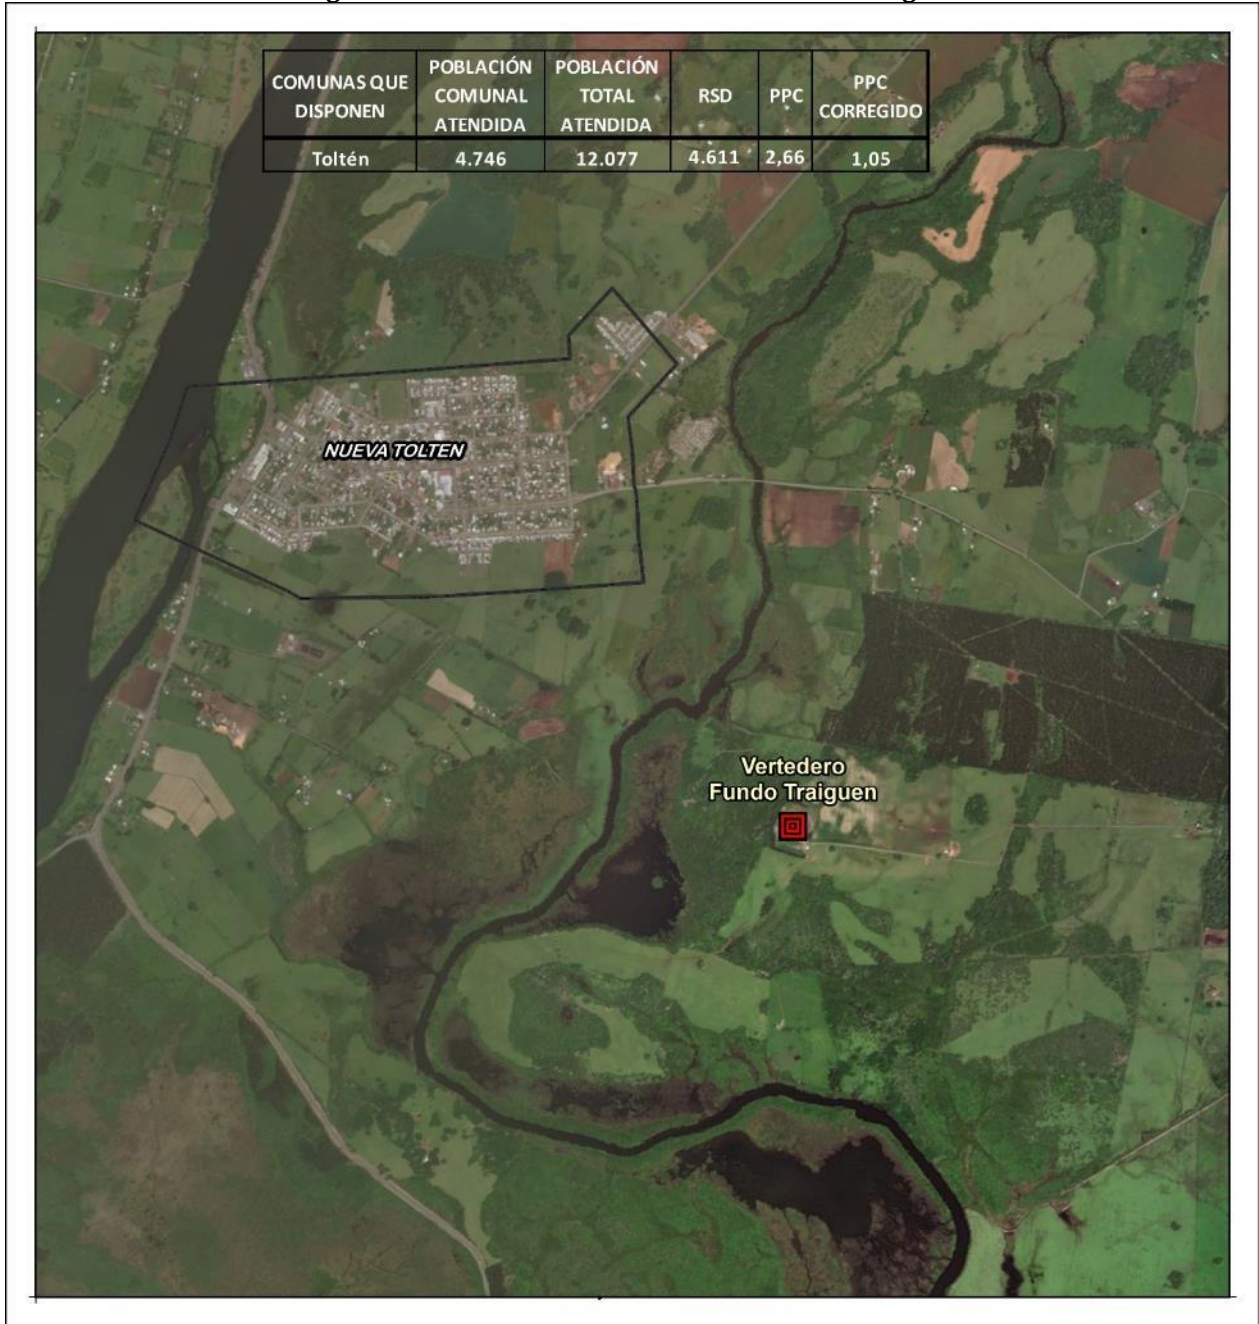 COMUNAS QUE DISPONEN POBLACIÓN COMUNAL ATENDIDA POBLACIÓN TOTAL ATENDIDA RSD PPC PPC CORREGIDO
Toltén 4.746 12.077 4.611 2,66 1,05
NUEVA TOLTEN
Vertedero
Fundo Traiguen